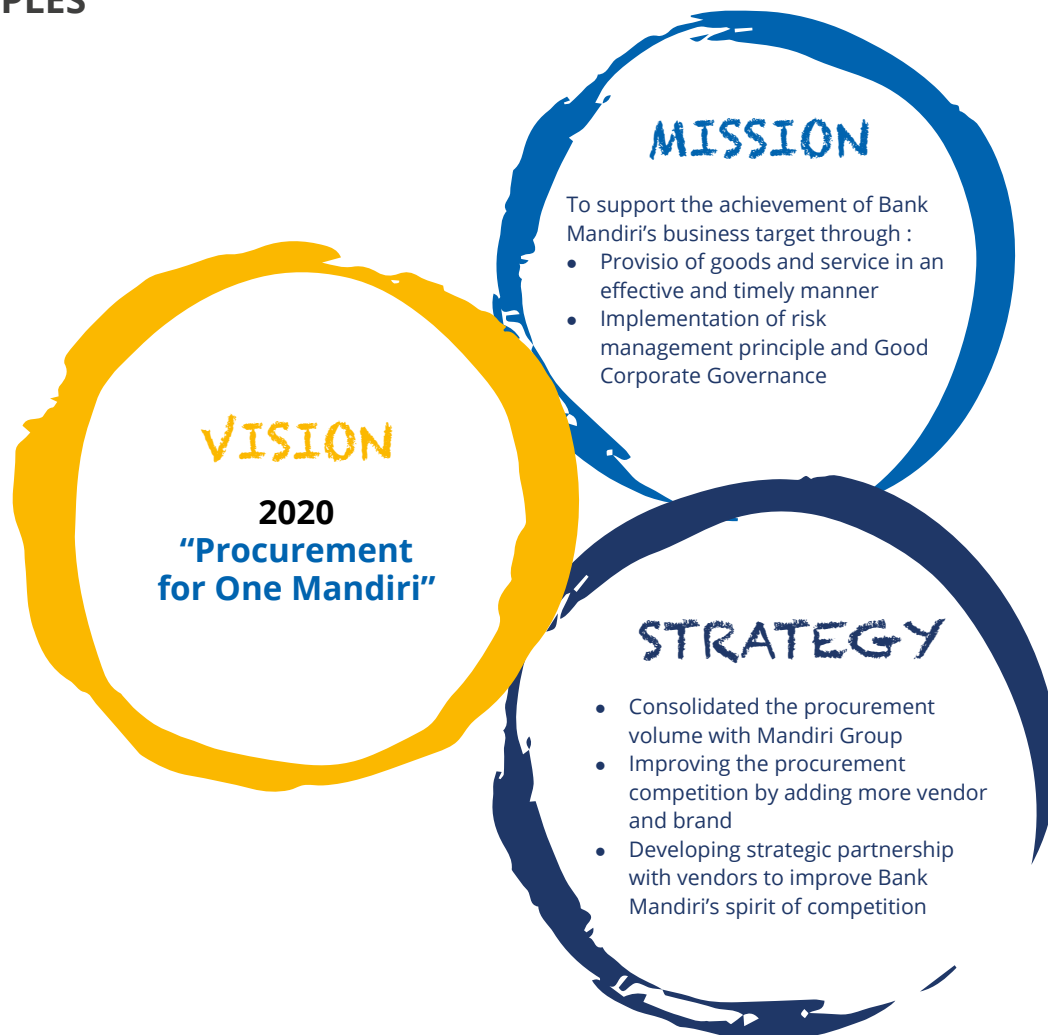 PLES
MISSION
To support the achievement of Bank
Mandiri’s business target through :
● Provisio of goods and service in an
effective and timely manner
● Implementation of risk
management principle and Good
Corporate Governance
VISION
2020
“Procurement
for One Mandiri”
STRATEGY
● Consolidated the procurement
volume with Mandiri Group
● Improving the procurement
competition by adding more vendor
and brand
● Developing strategic partnership
with vendors to improve Bank
Mandiri’s spirit of competition